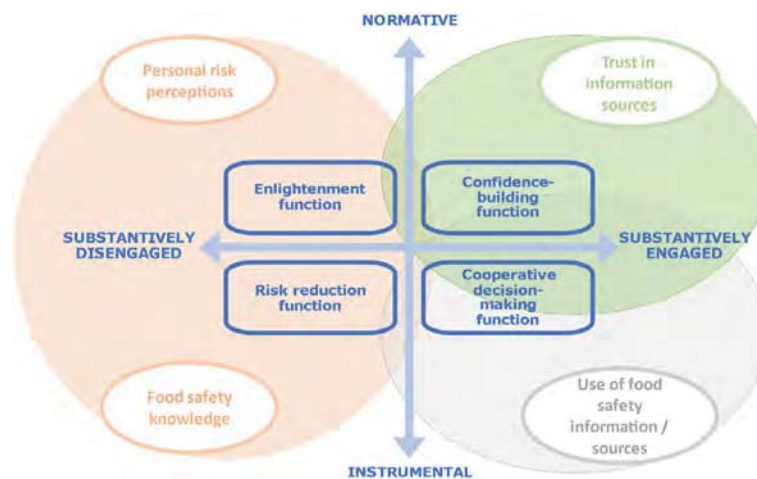 NORMATIVE
Personal risk
perceptions
Trust in
information
sources
Enlightenment
function
Confidence-
building
function
SUBSTANTIVELY
DISENGAGED
SUBSTANTIVELY
ENGAGED
Risk reduction
function
Cooperative
decision-
making
function
Food safety
knowledge
Use of food
safety
information /
sources
INSTRUMENTAL